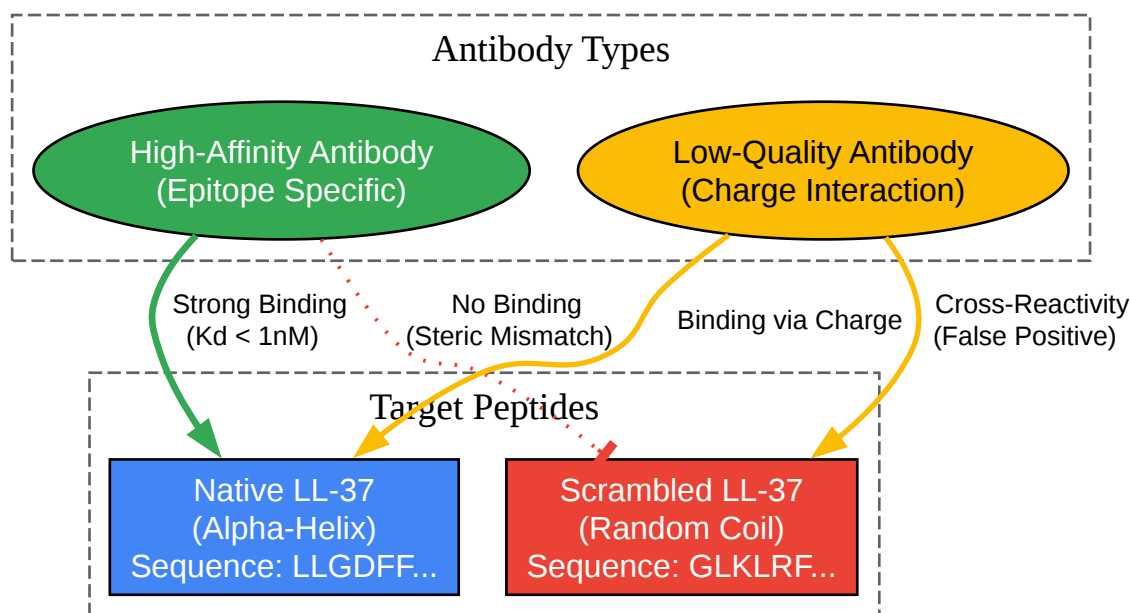 Antibody Types
High-Affinity Antibody
(Epitope Specific)
Low-Quality Antibody
(Charge Interaction)
Strong Binding
(Kd < 1nM)
No Binding
(Steric Mismatch)
Binding via Charge
Cross-Reactivity
(False Positive)
Target Peptides
Native LL-37
(Alpha-Helix)
Sequence: LLGDFF...
Scrambled LL-37
(Random Coil)
Sequence: GLKLRF...